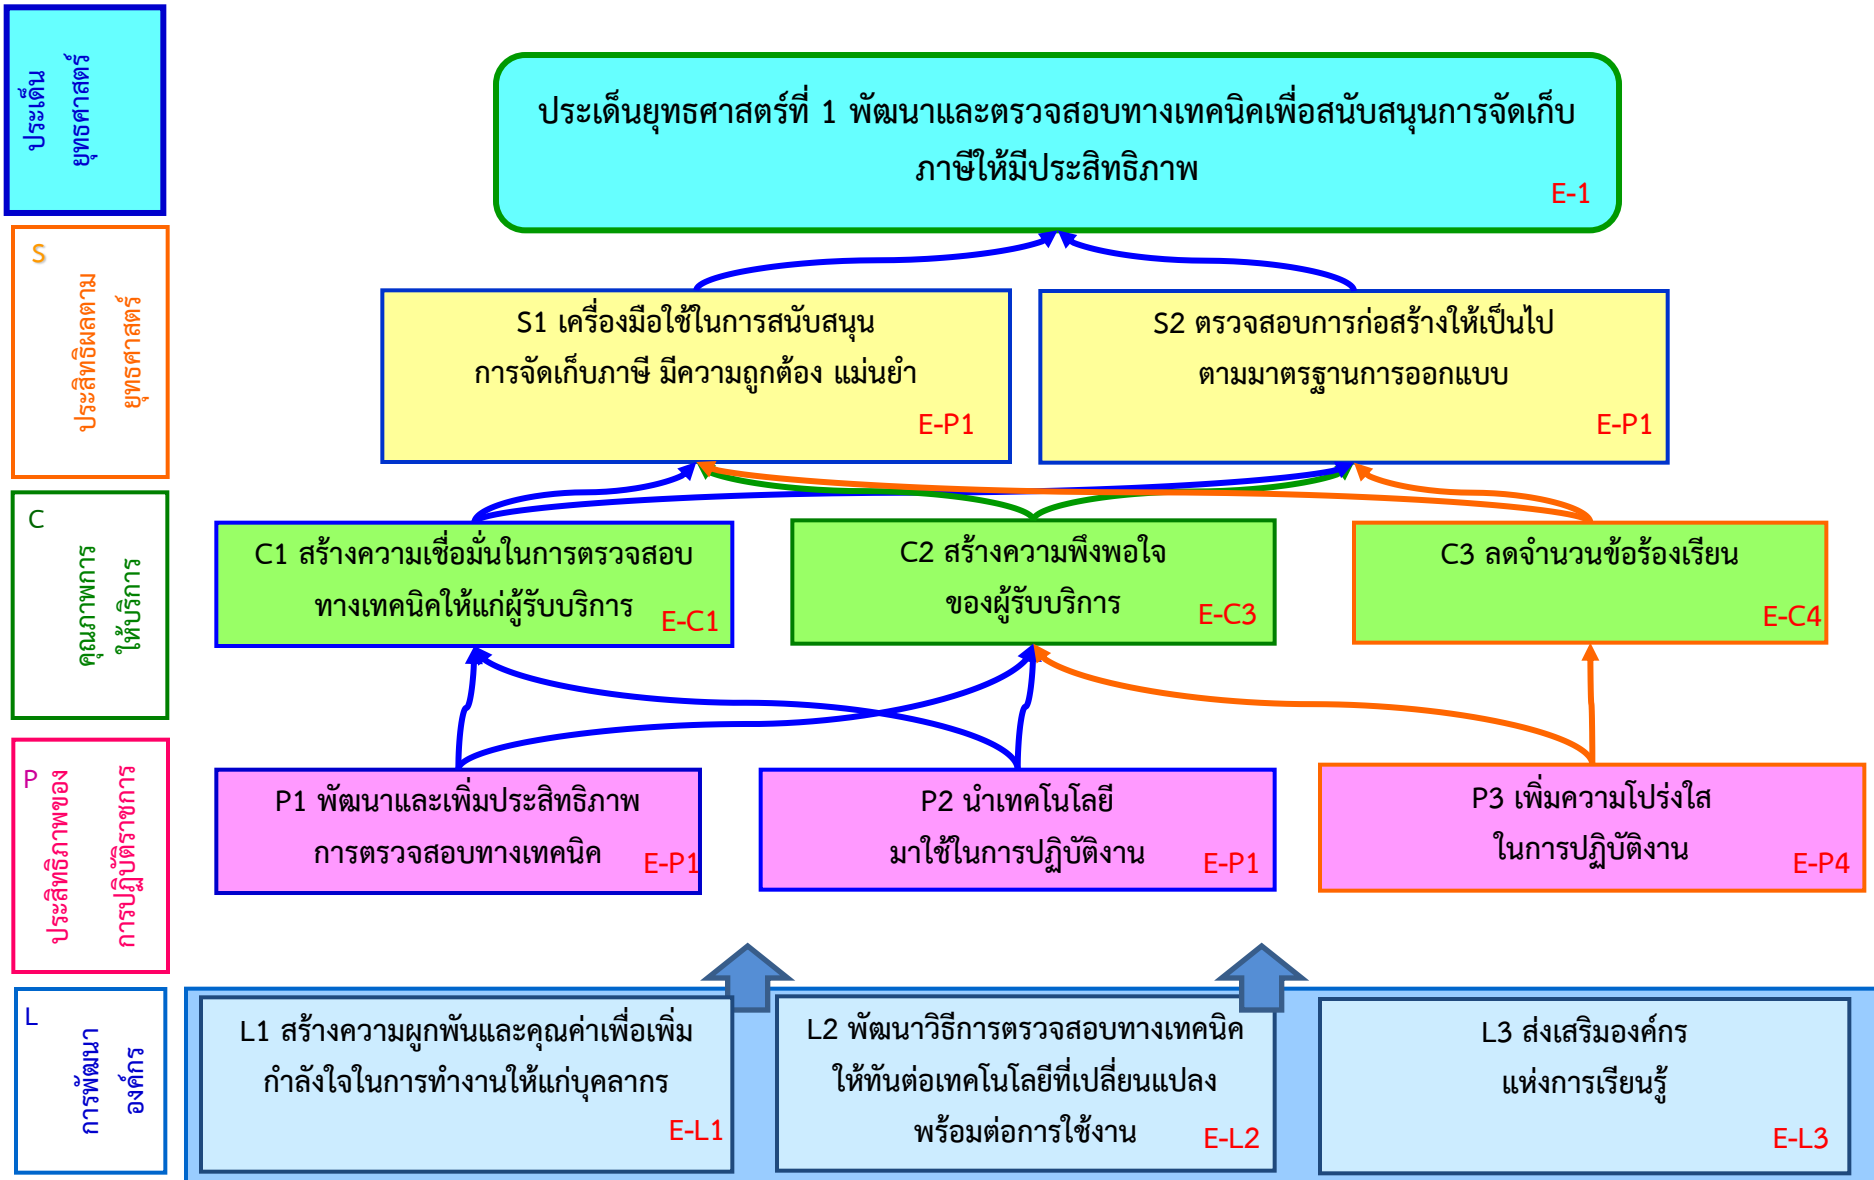 ประเด็น
ยุทธศาสตร์
ประเด็นยุทธศาสตร์ที่ 1 พัฒนาและตรวจสอบทางเทคนิคเพื่อสนับสนุนการจัดเก็บ
ภาษีให้มีประสิทธิภาพ
E-1
S
ประสิทธิผลตาม
ยุทธศาสตร์
S1 เครื่องมือใช้ในการสนับสนุน
การจัดเก็บภาษี มีความถูกต้อง แม่นยำ
E-P1
S2 ตรวจสอบการก่อสร้างให้เป็นไป
ตามมาตรฐานการออกแบบ
E-P1
C
คุณภาพการ
ให้บริการ
C1 สร้างความเชื่อมั่นในการตรวจสอบ
ทางเทคนิคให้แก่ผู้รับบริการ
E-C1
C2 สร้างความพึงพอใจ
ของผู้รับบริการ
E-C3
C3 ลดจำนวนข้อร้องเรียน
E-C4
P
ประสิทธิภาพของ
การปฏิบัติราชการ
P1 พัฒนาและเพิ่มประสิทธิภาพ
การตรวจสอบทางเทคนิค
E-P1
P2 นำเทคโนโลยี
มาใช้ในการปฏิบัติงาน
E-P1
P3 เพิ่มความโปร่งใส
ในการปฏิบัติงาน
E-P4
L
การพัฒนา
องค์กร
L1 สร้างความผูกพันและคุณค่าเพื่อเพิ่ม
กำลังใจในการทำงานให้แก่บุคลากร
E-L1
L2 พัฒนาวิธีการตรวจสอบทางเทคนิค
ให้ทันต่อเทคโนโลยีที่เปลี่ยนแปลง
พร้อมต่อการใช้งาน
E-L2
L3 ส่งเสริมองค์กร
แห่งการเรียนรู้
E-L3